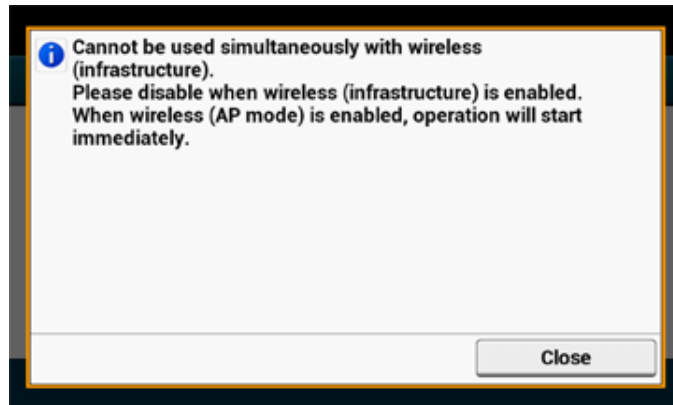 Cannot be used simultaneously with wireless
(infrastructure).
Please disable when wireless (infrastructure) is enabled.
When wireless (AP mode) is enabled, operation will start
immediately.
Close